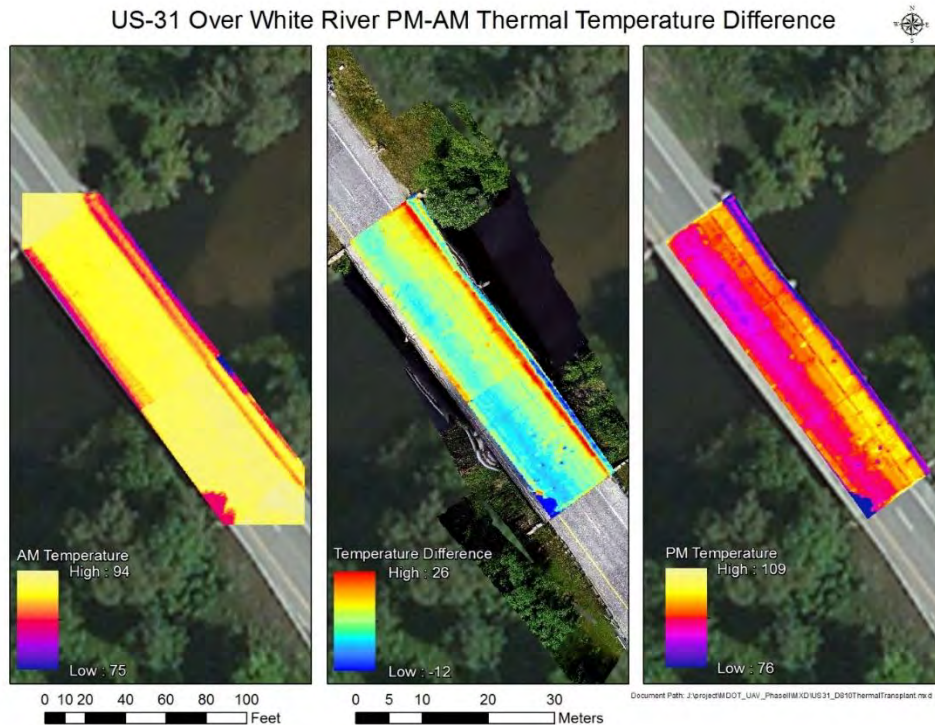 US-31 Over White River PM-AM Thermal Temperature Difference
N
W E
S
AM Temperature
High : 94
Low : 75
Temperature Difference
High : 26
Low : -12
PM Temperature
High : 109
Low : 76
Document Path: J:\project\MDOT_UAV_PhaseII\MXD\US31_D810ThermalTransplant.mxd
0 10 20 40 60 80 100
Feet
0 5 10 20 30
Meters